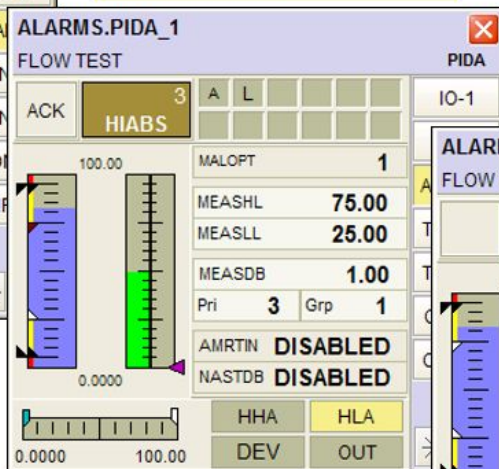 ALARMS.PIDA_1
FLOW TEST
PIDA
ACK
3
HIABS
A L
IO-1
100.00
MALOPT 1
MEASHL 75.00
MEASLL 25.00
MEASDB 1.00
Pri 3 Grp 1
AMRTIN DISABLED
NASTDB DISABLED
0.0000
HHA HLA
DEV OUT
0.0000 100.00
ALAR
FLOW